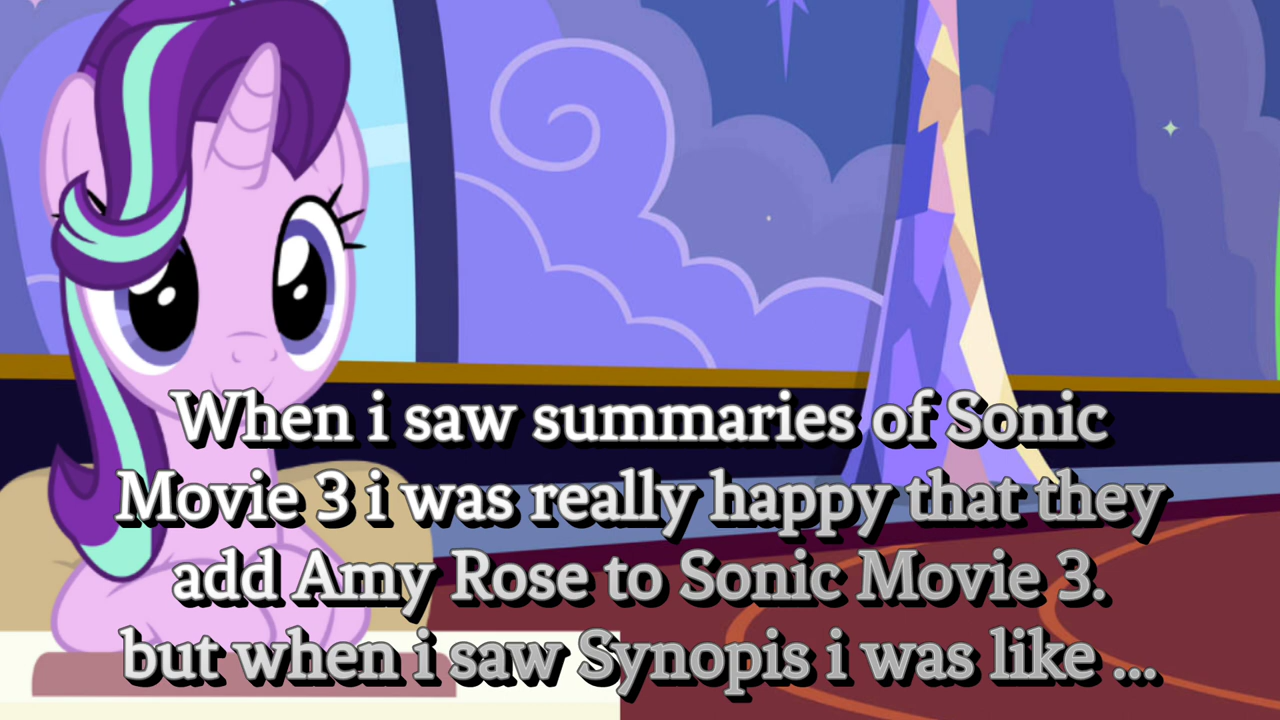 When i saw summaries of Sonic
Movie 3 i was really happy that they
add Amy Rose to Sonic Movie 3.
but when i saw Synopis i was like ...